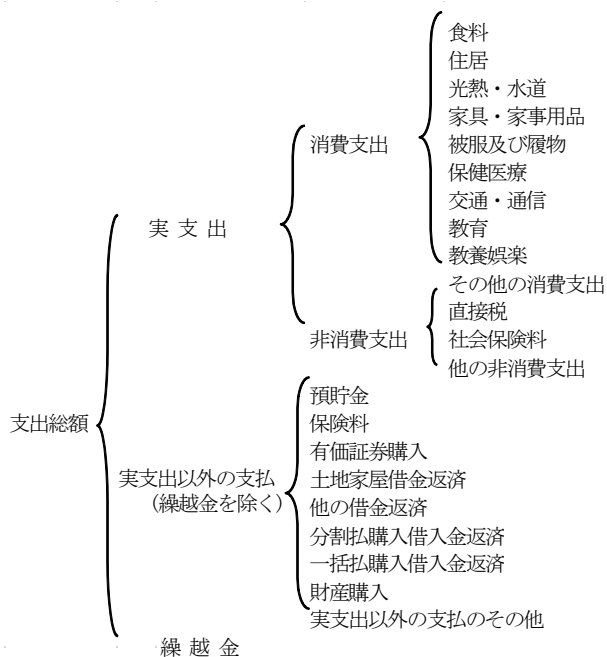 食料
住居
光熱・水道
家具・家事用品
消費支出
被服及び履物
保健医療
交通・通信
実 支 出
教育
教養娯楽
その他の消費支出
直接税
非消費支出
社会保険料
他の非消費支出
預貯金
支出総額
保険料
有価証券購入
実支出以外の支払
土地家屋借金返済
（繰越金を除く）
他の借金返済
分割払購入借入金返済
一括払購入借入金返済
財産購入
実支出以外の支払のその他
繰 越 金